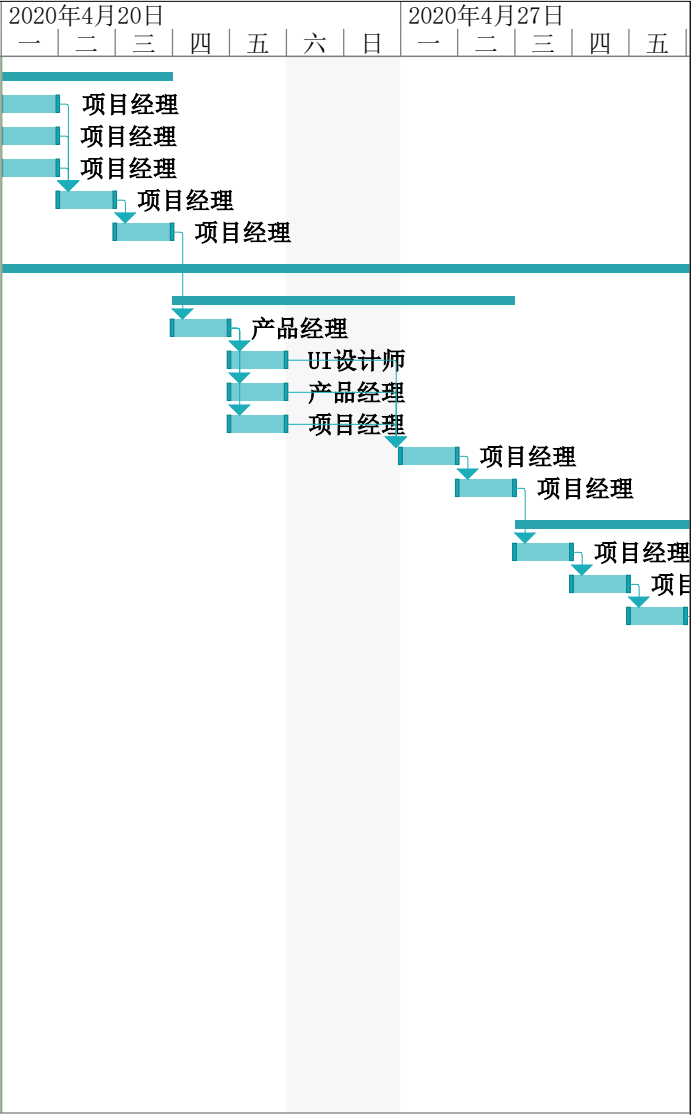 2020年4月20日 2020年4月27日
一 二 三 四 五 六 日 一 二 三 四 五
项目经理
项目经理
项目经理
项目经理
项目经理
产品经理
UI设计师
产品经理
项目经理
项目经理
项目经理
项目经理
项目